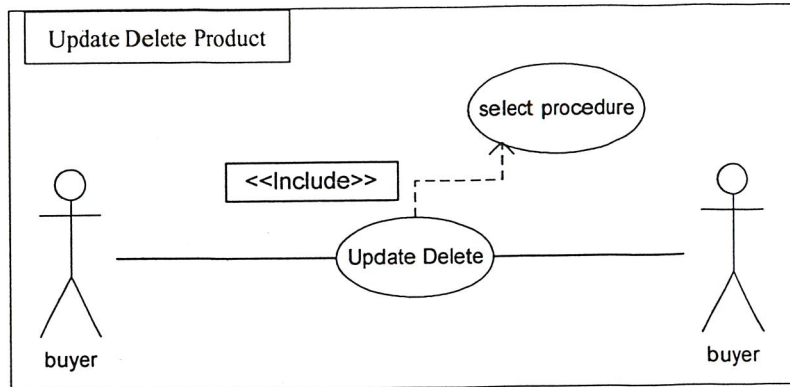 Update Delete Product
select procedure
<<Include>>
Update Delete
buyer
buyer